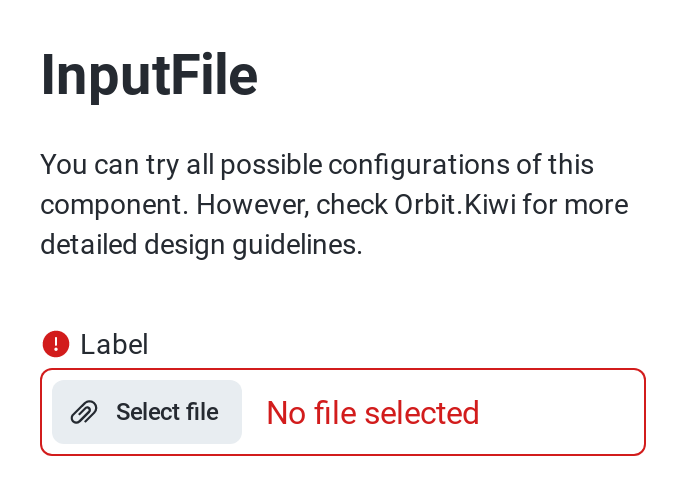 InputFile
You can try all possible configurations of this
component. However, check Orbit.Kiwi for more
detailed design guidelines.
Label
Select file
No file selected